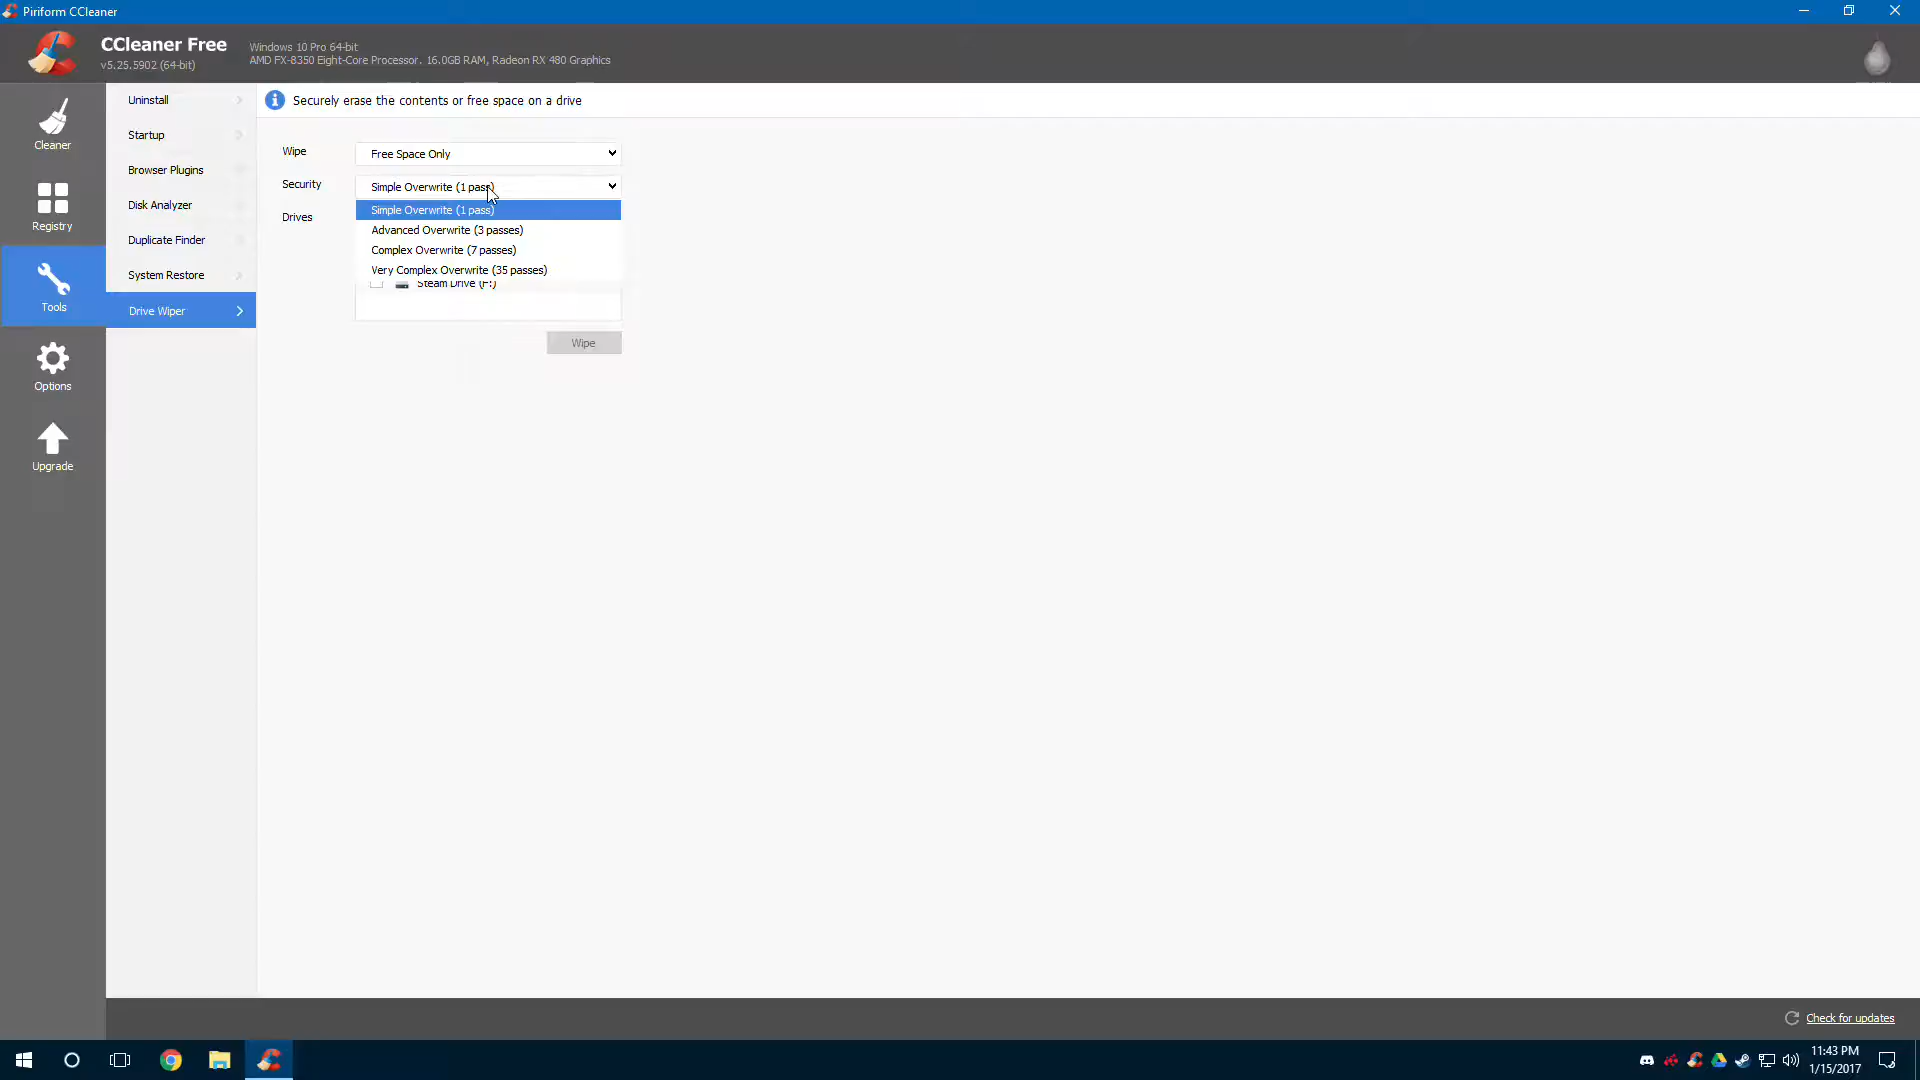 Piriform CCleaner
CCleaner Free
v5.25.5902 (64-bit)
Windows 10 Pro 64-bit
AMD FX-8350 Eight-Core Processor. 16.0GB RAM, Radeon RX 480 Graphics
Cleaner
Registry
Tools
Options
Upgrade
Uninstall
Startup
Browser Plugins
Disk Analyzer
Duplicate Finder
System Restore
Drive Wiper
Securely erase the contents or free space on a drive
Wipe
Free Space Only
Security
Simple Overwrite (1 pass)
Drives
Simple Overwrite (1 pass)
Advanced Overwrite (3 passes)
Complex Overwrite (7 passes)
Very Complex Overwrite (35 passes)
Steam Drive (F:)
Wipe
Check for updates
11:43 PM
1/15/2017